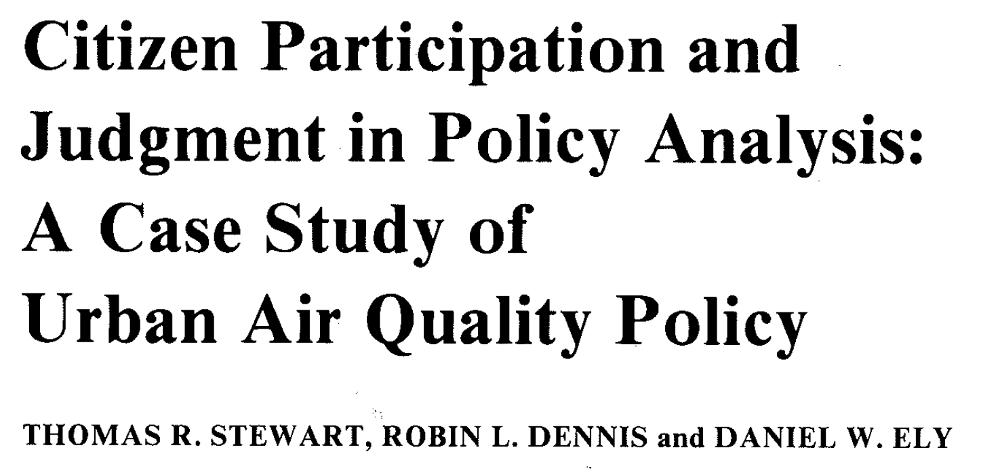 Citizen Participation and
Judgment in Policy Analysis:
A Case Study of
Urban Air Quality Policy
THOMAS R. STEWART, ROBIN L. DENNIS and DANIEL W. ELY